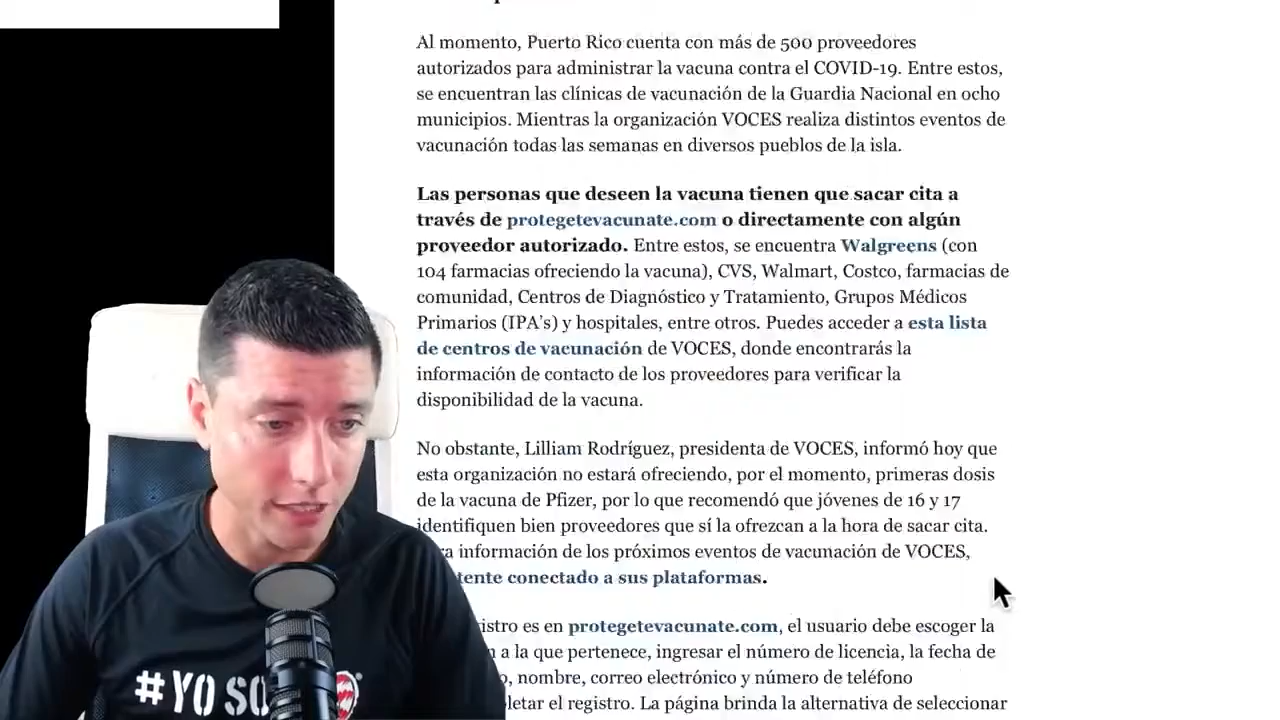 Al momento, Puerto Rico cuenta con más de 500 proveedores
autorizados para administrar la vacuna contra el COVID-19. Entre estos,
se encuentran las clínicas de vacunación de la Guardia Nacional en ocho
municipios. Mientras la organización VOCES realiza distintos eventos de
vacunación todas las semanas en diversos pueblos de la isla.
Las personas que deseen la vacuna tienen que sacar cita a
través de protegetevacunate.com o directamente con algún
proveedor autorizado. Entre estos, se encuentra Walgreens (con
104 farmacias ofreciendo la vacuna), CVS, Walmart, Costco, farmacias de
comunidad, Centros de Diagnóstico y Tratamiento, Grupos Médicos
Primarios (IPA's) y hospitales, entre otros. Puedes acceder a esta lista
de centros de vacunación de VOCES, donde encontrarás la
información de contacto de los proveedores para verificar la
disponibilidad de la vacuna.
No obstante, Lilliam Rodríguez, presidenta de VOCES, informó hoy que
esta organización no estará ofreciendo, por el momento, primeras dosis
de la vacuna de Pfizer, por lo que recomendó que jóvenes de 16 y 17
identifiquen bien proveedores que sí la ofrezcan a la hora de sacar cita.
información de los próximos eventos de vacunación de VOCES,
conectado a sus plataformas.
es en protegetevacunate.com, el usuario debe escoger la
a la que pertenece, ingresar el número de licencia, la fecha de
nombre, correo electrónico y número de teléfono
el registro. La página brinda la alternativa de seleccionar
#YO SO